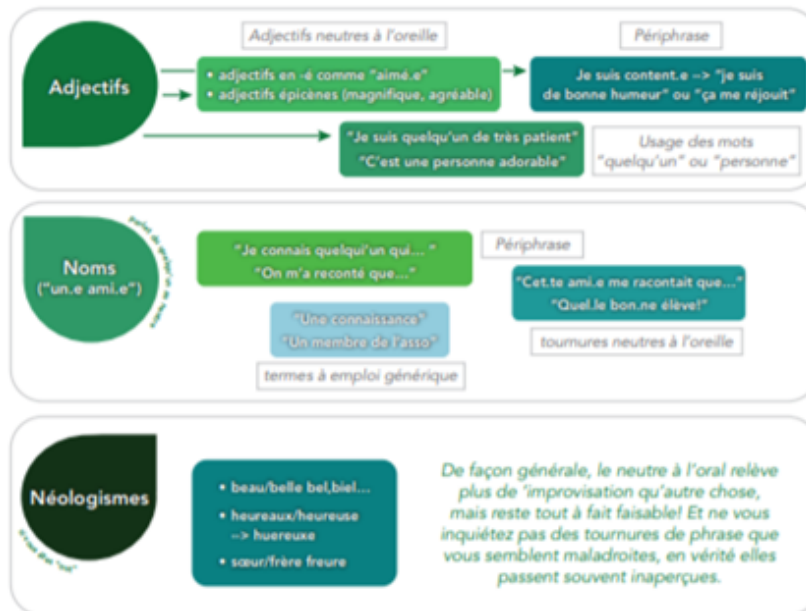 Adjectifs neutres à l'oreille
Périphrase
Adjectifs
• adjectifs en -é comme "aimé.e"
• adjectifs épicènes (magnifique, agréable)
Je suis content.e --> "je suis
de bonne humeur" ou "ça me réjouit"
"Je suis quelqu'un de très patient"
"C'est une personne adorable"
Usage des mots
"quelqu'un" ou "personne"
Noms
("un.e ami.e")
"Je connais quelqu'un qui... "
"On m'a reconté que..."
Périphrase
"Cet.te ami.e me racontait que..."
"Quel.le bon.ne élève!"
"Une connaissance"
"Un membre de l'asso"
tournures neutres à l'oreille
termes à emploi générique
Néologismes
• beau/belle bel,biel...
• heureaux/heureuse
--> huereuxe
• sœur/frère freure
De façon générale, le neutre à l'oral relève
plus de 'improvisation qu'autre chose,
mais reste tout à fait faisable! Et ne vous
inquiétez pas des tournures de phrase que
vous semblent maladroites, en vérité elles
passent souvent inaperçues.